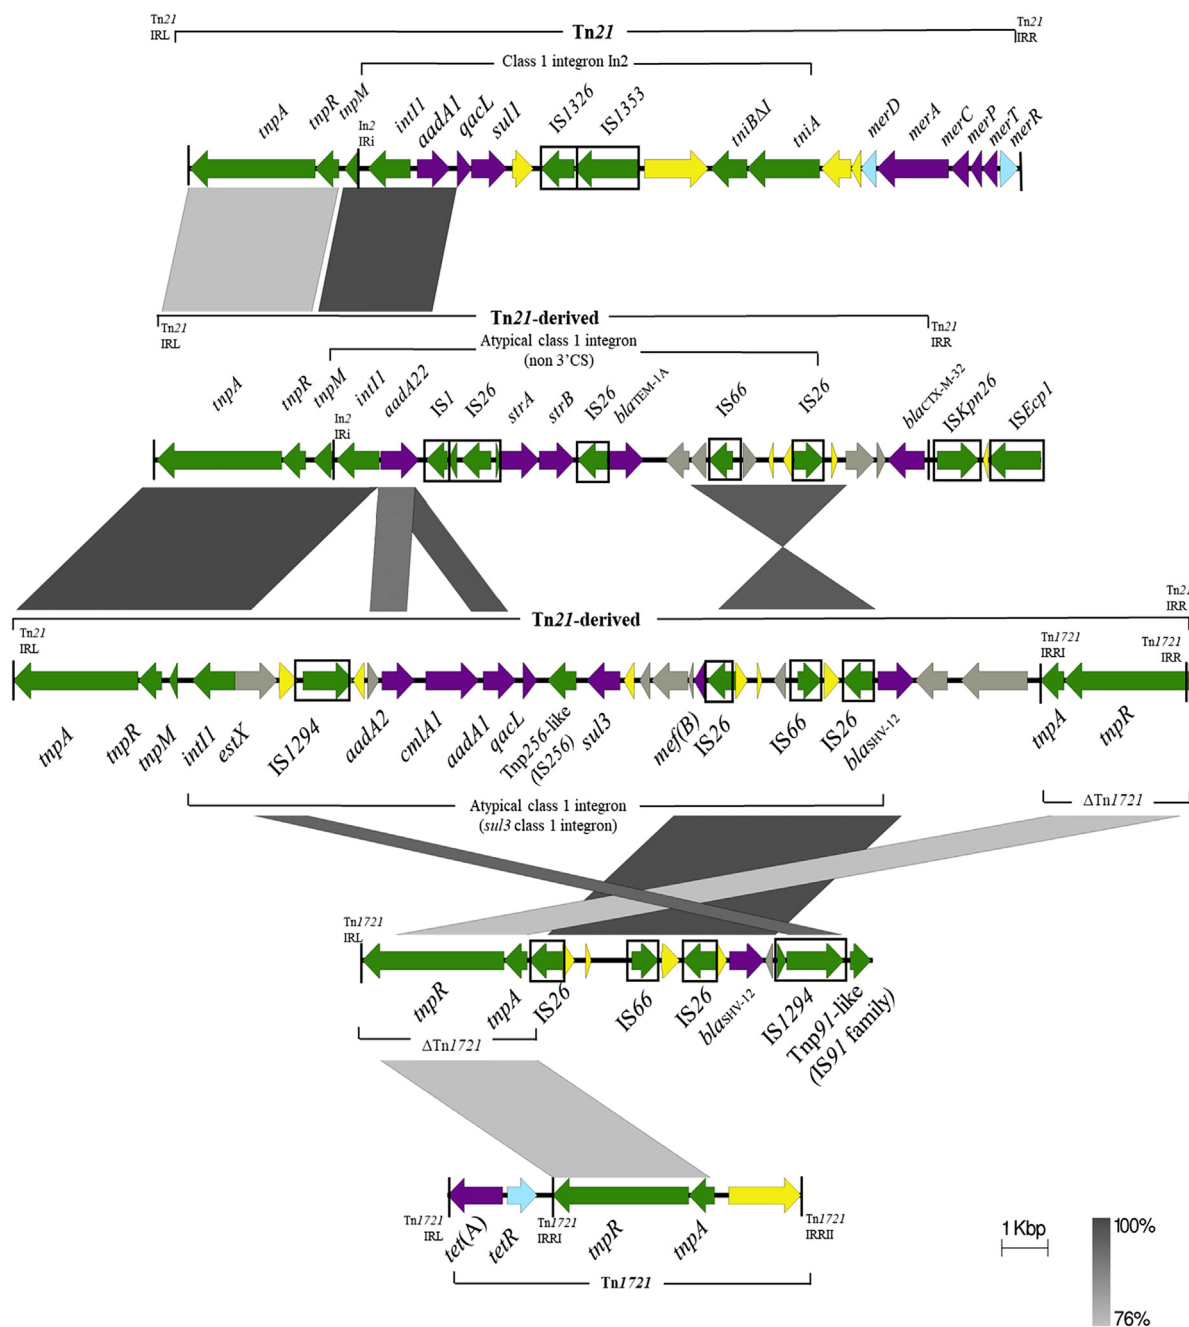 Tn21
IRL
Tn21
Tn21
IRR
Class 1 integron In2
tnpA
tnpR
tnpM
In2
IRi
intI1
aadA1
qacL
sul1
IS1326
IS1353
tniBΔ1
tniA
merD
merA
merC
merP
merT
merR
Tn21
IRL
Tn21-derived
Tn21
IRR
Atypical class 1 integron
(non 3'CS)
tnpA
tnpR
tnpM
In2
IRi
intI1
aadA22
IS1
IS26
strA
strB
IS26
blaTEM-1A
IS66
IS26
blaCTX-M-32
ISKpn26
ISEcp1
Tn21
IRL
Tn21-derived
Tn21
IRR
Tn1721
IRRI
Tn1721
IRR
tnpA
tnpR
tnpM
intI1
estX
IS1294
aadA2
cmlA1
aadA1
qacL
Tnp256-like
(IS256)
sul3
mef(B)
IS26
IS66
IS26
blaSHV-12
tnpA
tnpR
Atypical class 1 integron
(sul3 class 1 integron)
ΔTn1721
Tn1721
IRL
tnpR
tnpA
IS26
IS66
IS26
blaSHV-12
IS1294
Tnp91-like
(IS91 family)
ΔTn1721
Tn1721
IRL
tet(A)
tetR
Tn1721
IRRI
tnpR
tnpA
Tn1721
IRRII
Tn1721
1 Kbp
100%
76%